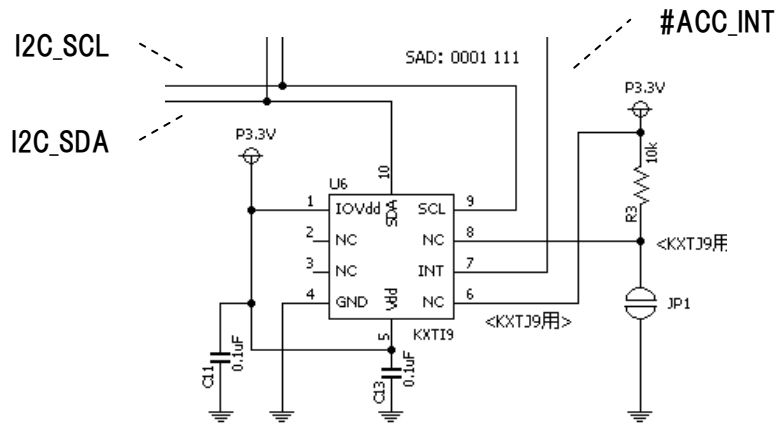 I2C_SCL
#ACC_INT
SAD: 0001 111
I2C_SDA
P3.3V
P3.3V
10k
R3
U6
10
1
IOVdd
SDA
SCL
9
2
NC
NC
8
<KXTJ9用
3
NC
INT
7
4
GND
Vdd
NC
6
<KXTJ9用>
JP1
5
KXTI9
C11
0.1uF
C13
0.1uF